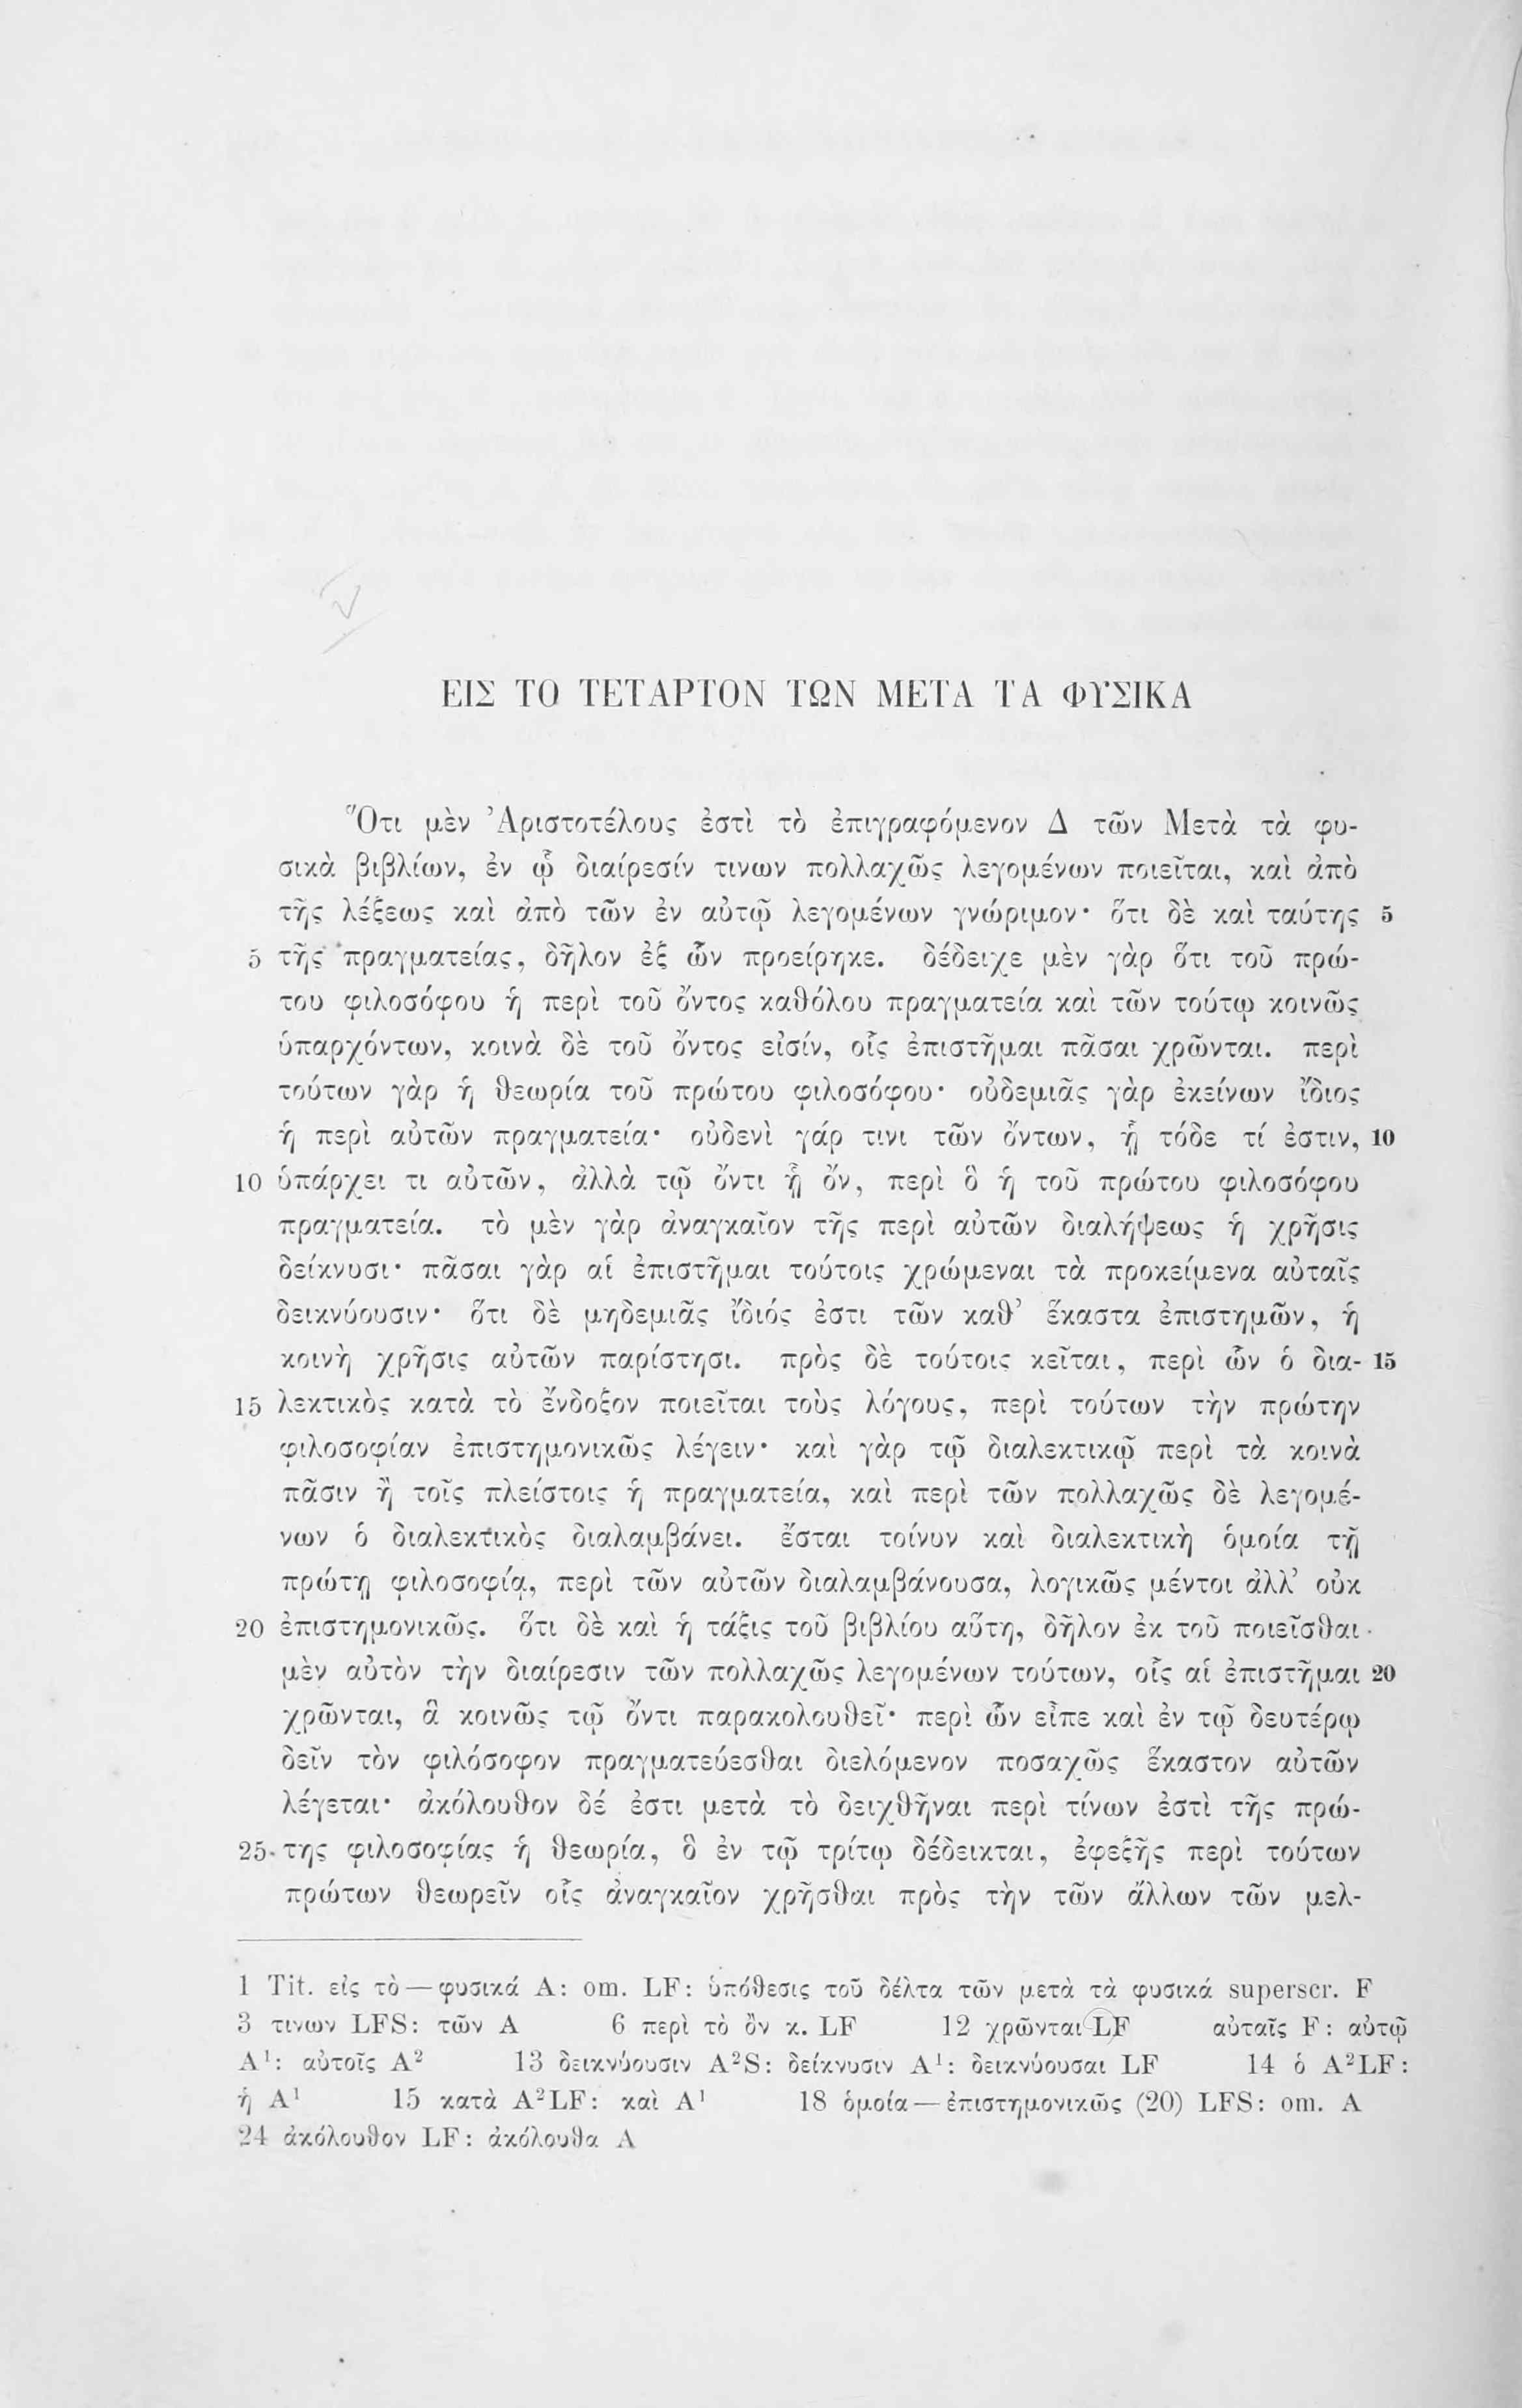 ΕΙΣ ΤΟ ΤΕΤΑΡΤΟΝ ΤΩΝ ΜΕΤΑ ΤΑ ΦΥΣΙΚΑ
Ὅτι μὲν Ἀριστοτέλους ἐστὶ τὸ ἐπιγραφόμενον Δ τῶν Μετὰ τὰ φυ-
σικὰ βιβλίων, ἐν ᾧ διαίρεσίν τινων πολλαχῶς λεγομένων ποιεῖται, καὶ ἀπὸ
τῆς λέξεως καὶ ἀπὸ τῶν ἐν αὐτῷ λεγομένων γνώριμον· ὅτι δὲ καὶ ταύτης 5
5 τῆς πραγματείας, δῆλον ἐξ ὧν προείρηκε. δέδειχε μὲν γὰρ ὅτι τοῦ πρώ-
του φιλοσόφου ἡ περὶ τοῦ ὄντος καθόλου πραγματεία καὶ τῶν τούτῳ κοινῶς
ὑπαρχόντων, κοινὰ δὲ τοῦ ὄντος εἰσίν, οἷς ἐπιστῆμαι πᾶσαι χρῶνται. περὶ
τούτων γὰρ ἡ θεωρία τοῦ πρώτου φιλοσόφου· οὐδεμιᾶς γὰρ ἐκείνων ἴδιος
ἡ περὶ αὐτῶν πραγματεία· οὐδενὶ γάρ τινι τῶν ὄντων, ᾗ τόδε τί ἐστιν, 10
10 ὑπάρχει τι αὐτῶν, ἀλλὰ τῷ ὄντι ᾗ ὄν, περὶ ὃ ἡ τοῦ πρώτου φιλοσόφου
πραγματεία. τὸ μὲν γὰρ ἀναγκαῖον τῆς περὶ αὐτῶν διαλήψεως ἡ χρῆσις
δείκνυσι· πᾶσαι γὰρ αἱ ἐπιστῆμαι τούτοις χρώμεναι τὰ προκείμενα αὐταῖς
δεικνύουσιν· ὅτι δὲ μηδεμιᾶς ἴδιός ἐστι τῶν καθ’ ἕκαστα ἐπιστημῶν, ἡ
κοινὴ χρῆσις αὐτῶν παρίστησι. πρὸς δὲ τούτοις κεῖται, περὶ ὧν ὁ δια- 15
15 λεκτικὸς κατὰ τὸ ἔνδοξον ποιεῖται τοὺς λόγους, περὶ τούτων τὴν πρώτην
φιλοσοφίαν ἐπιστημονικῶς λέγειν· καὶ γὰρ τῷ διαλεκτικῷ περὶ τὰ κοινὰ
πᾶσιν ἢ τοῖς πλείστοις ἡ πραγματεία, καὶ περὶ τῶν πολλαχῶς δὲ λεγομέ-
νων ὁ διαλεκτικὸς διαλαμβάνει. ἔσται τοίνυν καὶ διαλεκτικὴ ὁμοία τῇ
πρώτῃ φιλοσοφίᾳ, περὶ τῶν αὐτῶν διαλαμβάνουσα, λογικῶς μέντοι ἀλλ’ οὐκ
20 ἐπιστημονικῶς. ὅτι δὲ καὶ ἡ τάξις τοῦ βιβλίου αὕτη, δῆλον ἐκ τοῦ ποιεῖσθαι
μὲν αὐτὸν τὴν διαίρεσιν τῶν πολλαχῶς λεγομένων τούτων, οἷς αἱ ἐπιστῆμαι 20
χρῶνται, ἃ κοινῶς τῷ ὄντι παρακολουθεῖ· περὶ ὧν εἶπε καὶ ἐν τῷ δευτέρῳ
δεῖν τὸν φιλόσοφον πραγματεύεσθαι διελόμενον ποσαχῶς ἕκαστον αὐτῶν
λέγεται· ἀκόλουθον δέ ἐστι μετὰ τὸ δειχθῆναι περὶ τίνων ἐστὶ τῆς πρώ-
25 της φιλοσοφίας ἡ θεωρία, ὃ ἐν τῷ τρίτῳ δέδεικται, ἐφεξῆς περὶ τούτων
πρώτων θεωρεῖν οἷς ἀναγκαῖον χρῆσθαι πρὸς τὴν τῶν ἄλλων τῶν μελ-
1 Tit. εἰς τὸ — φυσικά A: om. LF: ὑπόθεσις τοῦ δέλτα τῶν μετὰ τὰ φυσικά superscr. F
3 τινων LFS: τῶν A 6 περὶ τὸ ὂν κ. LF 12 χρῶνται LF αὐταῖς F: αὐτῷ
A¹: αὐτοῖς A² 13 δεικνύουσιν A²S: δείκνυσιν A¹: δεικνύουσαι LF 14 ὁ A²LF:
ἡ A¹ 15 κατὰ A²LF: καὶ A¹ 18 ὁμοία — ἐπιστημονικῶς (20) LFS: om. A
24 ἀκόλουθον LF: ἀκόλουθα A